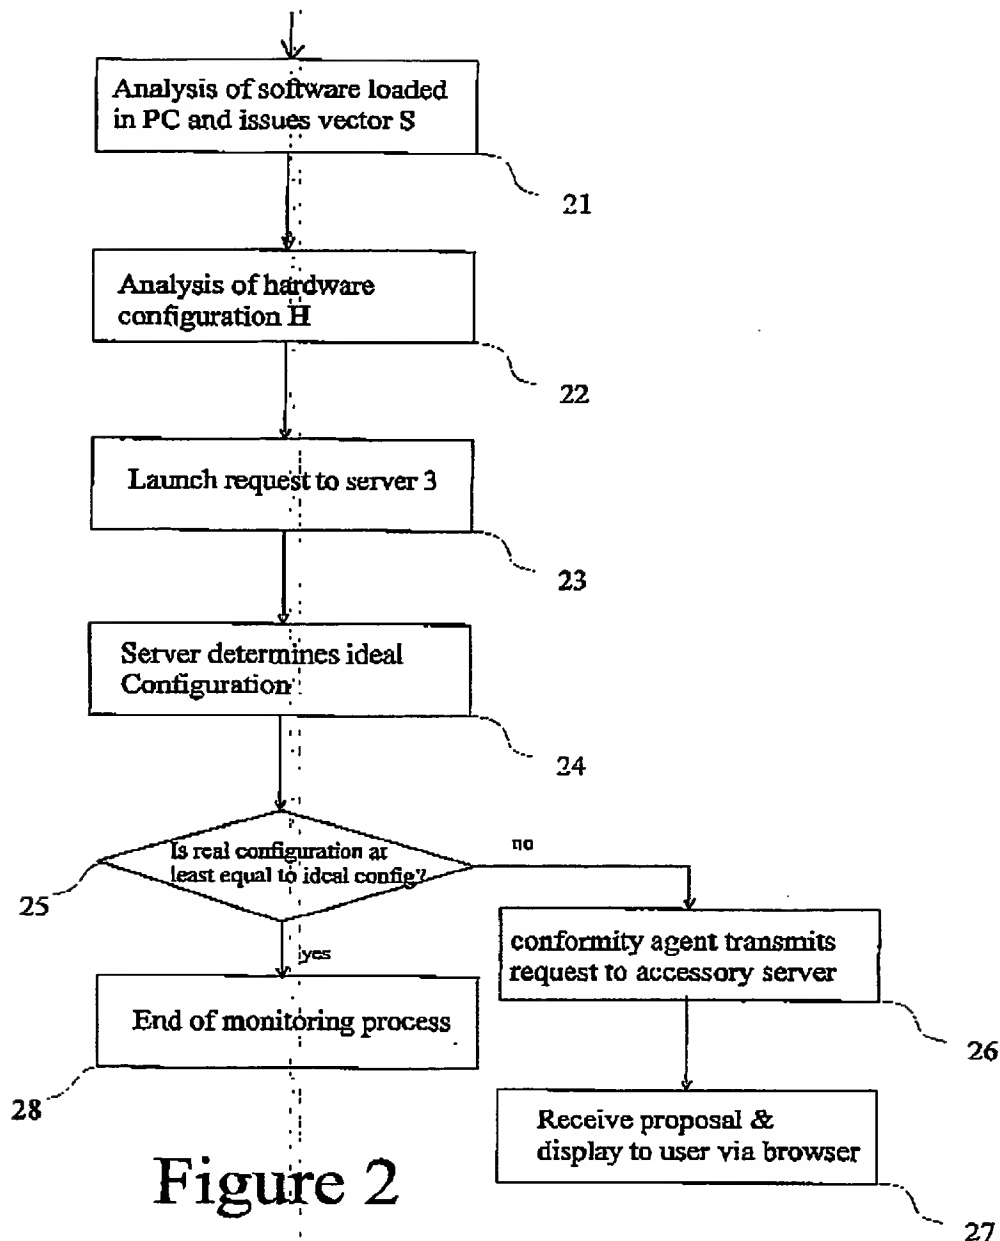 Analysis of software loaded
in PC and issues vector S
21
Analysis of hardware
configuration H
22
Launch request to server 3
23
Server determines ideal
Configuration
24
Is real configuration at
least equal to ideal config?
25
no
yes
conformity agent transmits
request to accessory server
26
End of monitoring process
28
Receive proposal &
display to user via browser
27
Figure 2